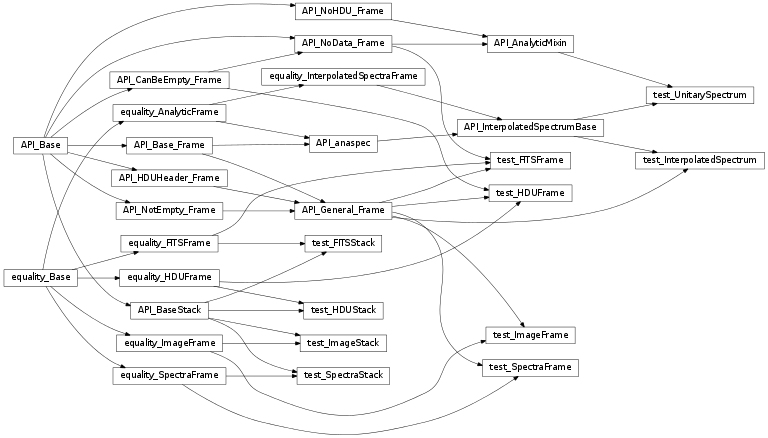 API_NoHDU_Frame
API_NoData_Frame
API_AnalyticMixin
API_CanBeEmpty_Frame
equality_InterpolatedSpectraFrame
test_UnitarySpectrum
equality_AnalyticFrame
API_InterpolatedSpectrumBase
API_Base
API_Base_Frame
API_anaspec
test_FITSFrame
test_InterpolatedSpectrum
API_HDUHeader_Frame
test_HDUFrame
API_NotEmpty_Frame
API_General_Frame
equality_FITSFrame
test_FITSStack
equality_Base
equality_HDUFrame
API_BaseStack
test_HDUStack
test_ImageFrame
equality_ImageFrame
test_ImageStack
test_SpectraFrame
equality_SpectraFrame
test_SpectraStack